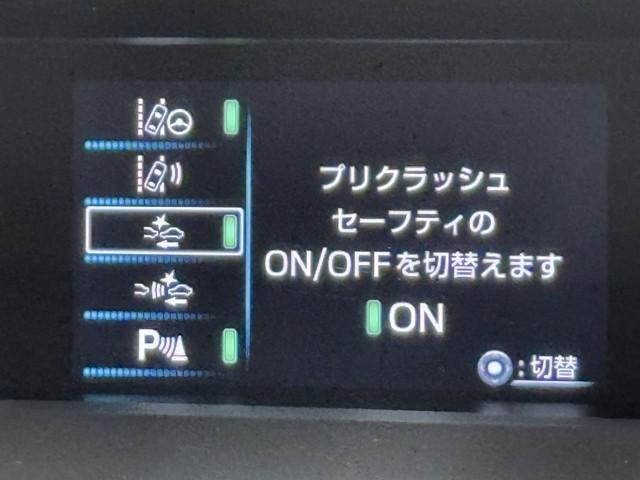 プリクラッシュ
セーフティの
ON/OFFを切替えます
ON
P
:切替